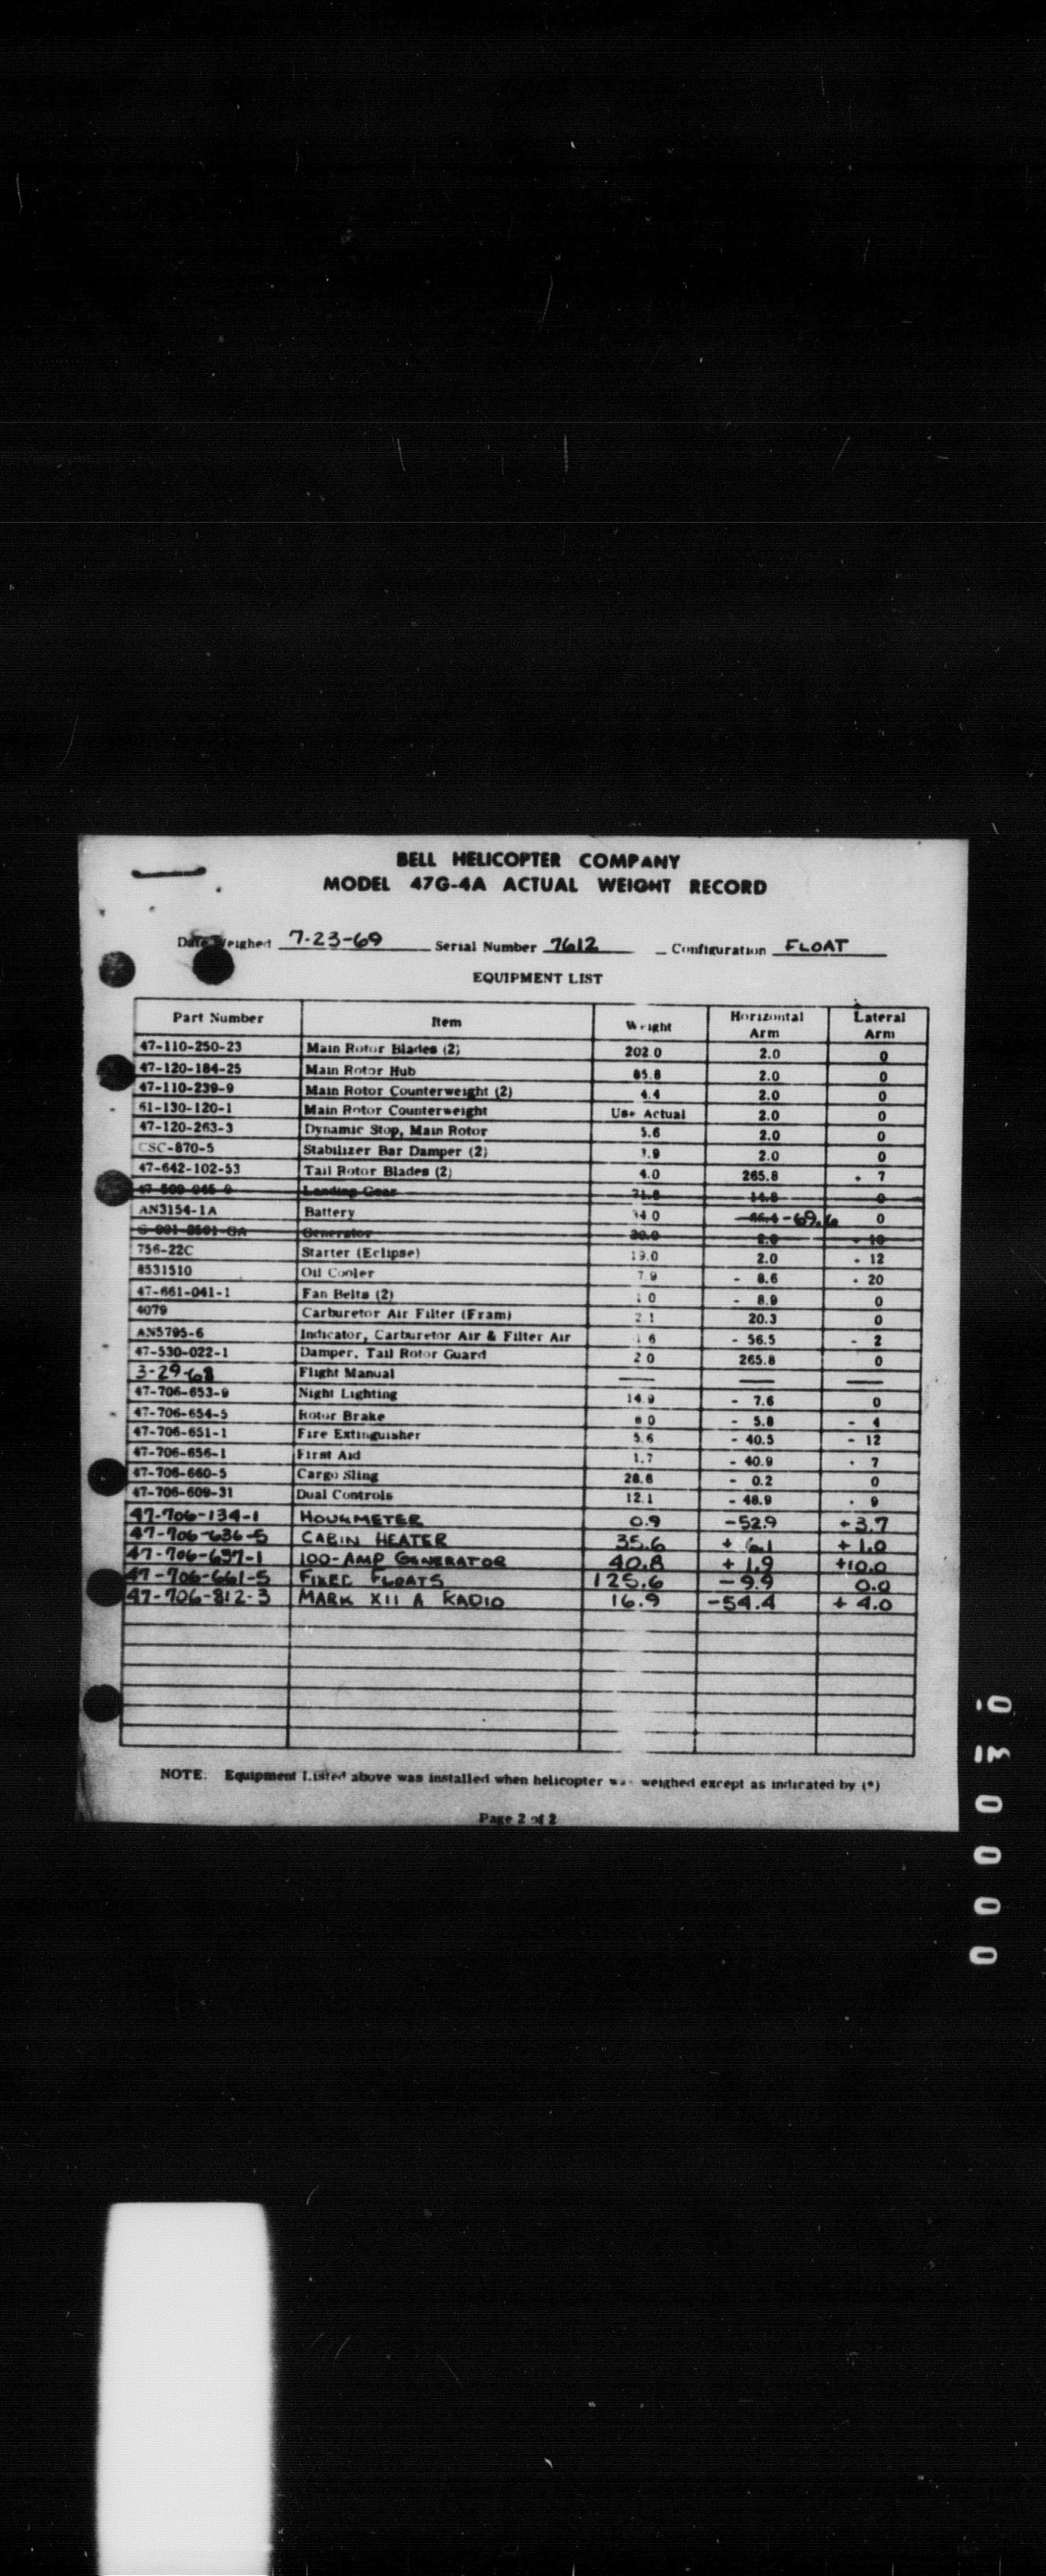 BELL HELICOPTER COMPANY
MODEL 47G-4A ACTUAL WEIGHT RECORD
Date Weighed 7-23-69 Serial Number 7612 Configuration FLOAT
EQUIPMENT LIST
Part Number Item Weight Horizontal Arm Lateral Arm
47-110-250-23 Main Rotor Blades (2) 202.0 2.0 0
47-120-184-25 Main Rotor Hub 85.8 2.0 0
47-110-239-9 Main Rotor Counterweight (2) 4.4 2.0 0
61-130-120-1 Main Rotor Counterweight Use Actual 2.0 0
47-120-263-3 Dynamic Stop, Main Rotor 5.6 2.0 0
CSC-870-5 Stabilizer Bar Damper (2) 2.0 0
47-642-102-53 Tail Rotor Blades (2) 4.0 265.8 + 7
Landing Gear 14.8 0
AN3154-1A Battery 34.0 -69.6 0
Generator 2.0
756-22C Starter (Eclipse) 19.0 2.0 + 12
8531510 Oil Cooler 7.9 - 8.6 + 20
47-661-041-1 Fan Belts (2) - 8.9 0
4079 Carburetor Air Filter (Fram) 2.1 20.3 0
AN5795-6 Indicator, Carburetor Air & Filter Air - 56.5 - 2
47-530-022-1 Damper, Tail Rotor Guard 2.0 265.8 0
3-29-68 Flight Manual — — —
47-706-653-9 Night Lighting 14.9 - 7.6 0
47-706-654-5 Rotor Brake - 5.8 - 4
47-706-651-1 Fire Extinguisher 5.6 - 40.5 - 12
47-706-656-1 First Aid 1.7 - 40.9 + 7
47-706-660-5 Cargo Sling 28.6 - 0.2 0
47-706-609-31 Dual Controls 12.1 - 48.9 + 9
47-706-134-1 HOURMETER 0.9 -52.9 +3.7
47-706-636-5 CABIN HEATER 35.6 + 6.1 + 1.0
47-706-657-1 100-AMP GENERATOR 40.8 + 1.9 +10.0
47-706-661-5 FIXED FLOATS 125.6 -9.9 0.0
47-706-812-3 MARK XII A RADIO 16.9 -54.4 + 4.0
NOTE: Equipment Listed above was installed when helicopter was weighed except as indicated by (*)
Page 2 of 2
000030